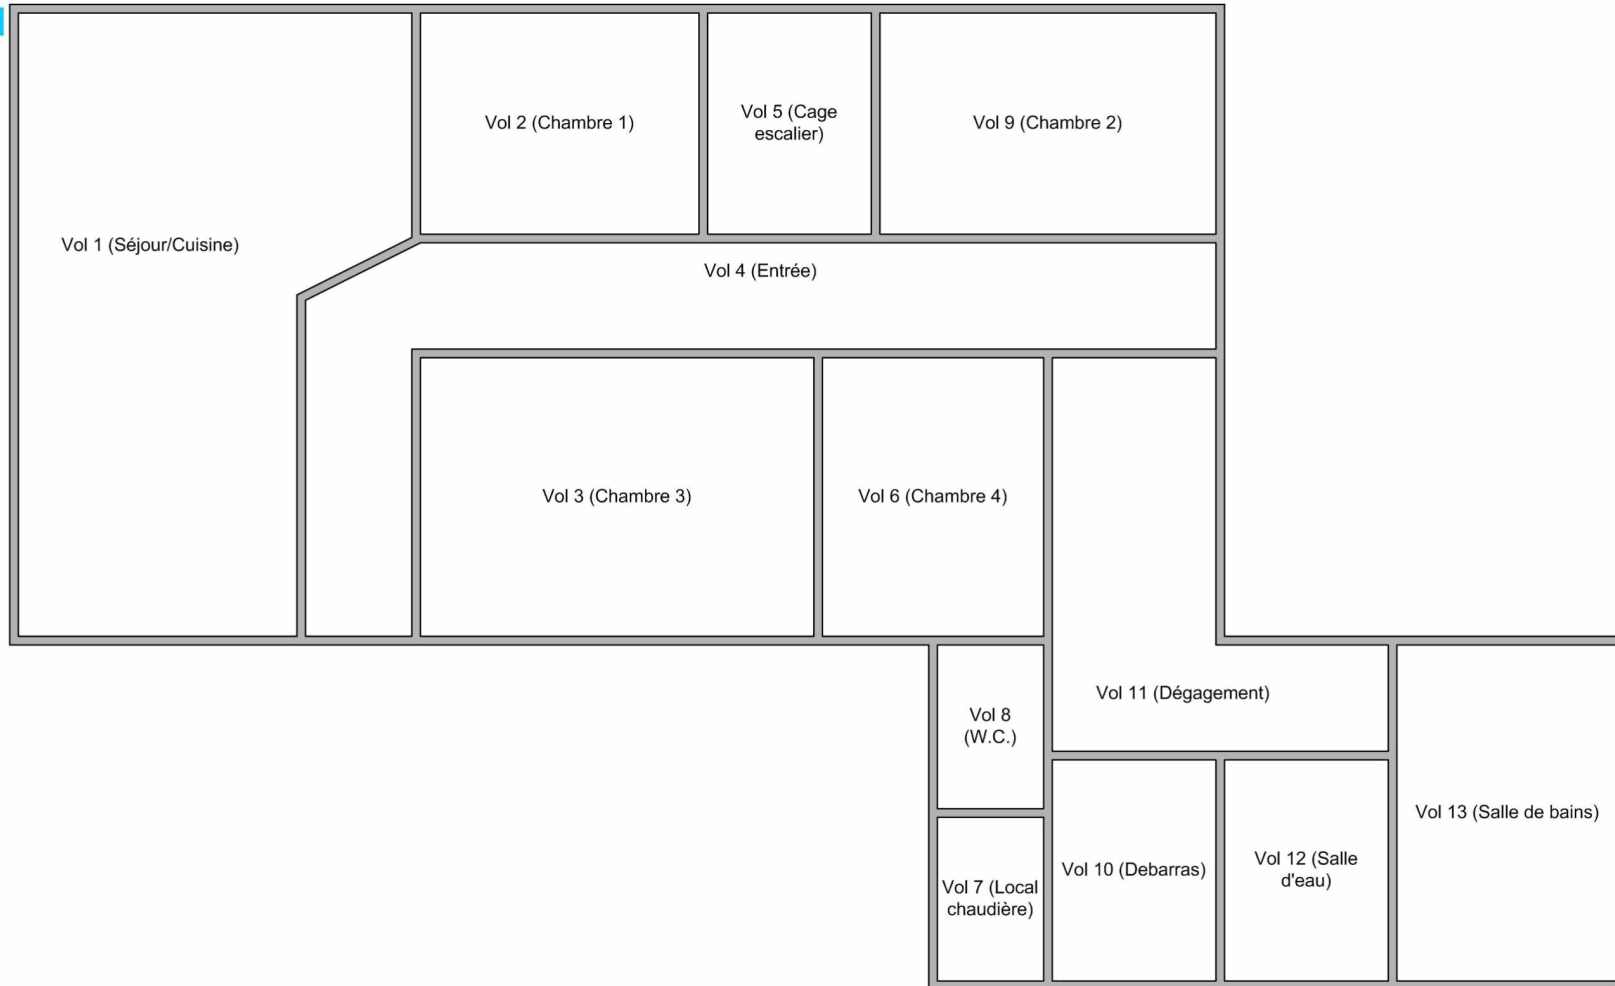 Vol 2 (Chambre 1)
Vol 5 (Cage
escalier)
Vol 9 (Chambre 2)
Vol 1 (Séjour/Cuisine)
Vol 4 (Entrée)
Vol 3 (Chambre 3)
Vol 6 (Chambre 4)
Vol 11 (Dégagement)
Vol 8
(W.C.)
Vol 13 (Salle de bains)
Vol 7 (Local
chaudière)
Vol 10 (Debarras)
Vol 12 (Salle
d'eau)